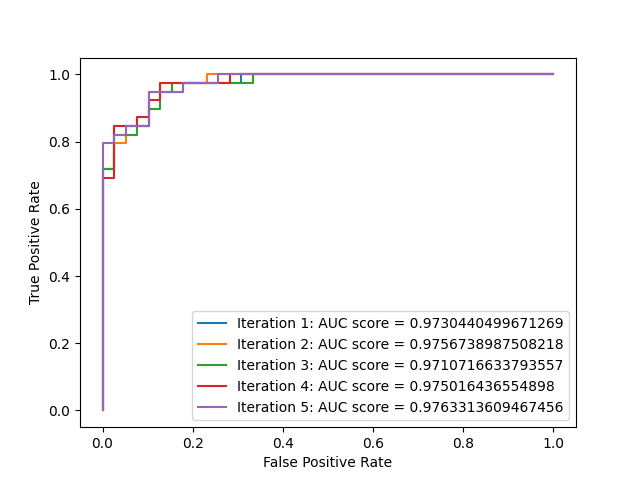 1.0
0.8
0.6
0.4
0.2
0.0
True Positive Rate
Iteration 1: AUC score = 0.9730440499671269
Iteration 2: AUC score = 0.9756738987508218
Iteration 3: AUC score = 0.9710716633793557
Iteration 4: AUC score = 0.975016436554898
Iteration 5: AUC score = 0.9763313609467456
0.0 0.2 0.4 0.6 0.8 1.0
False Positive Rate